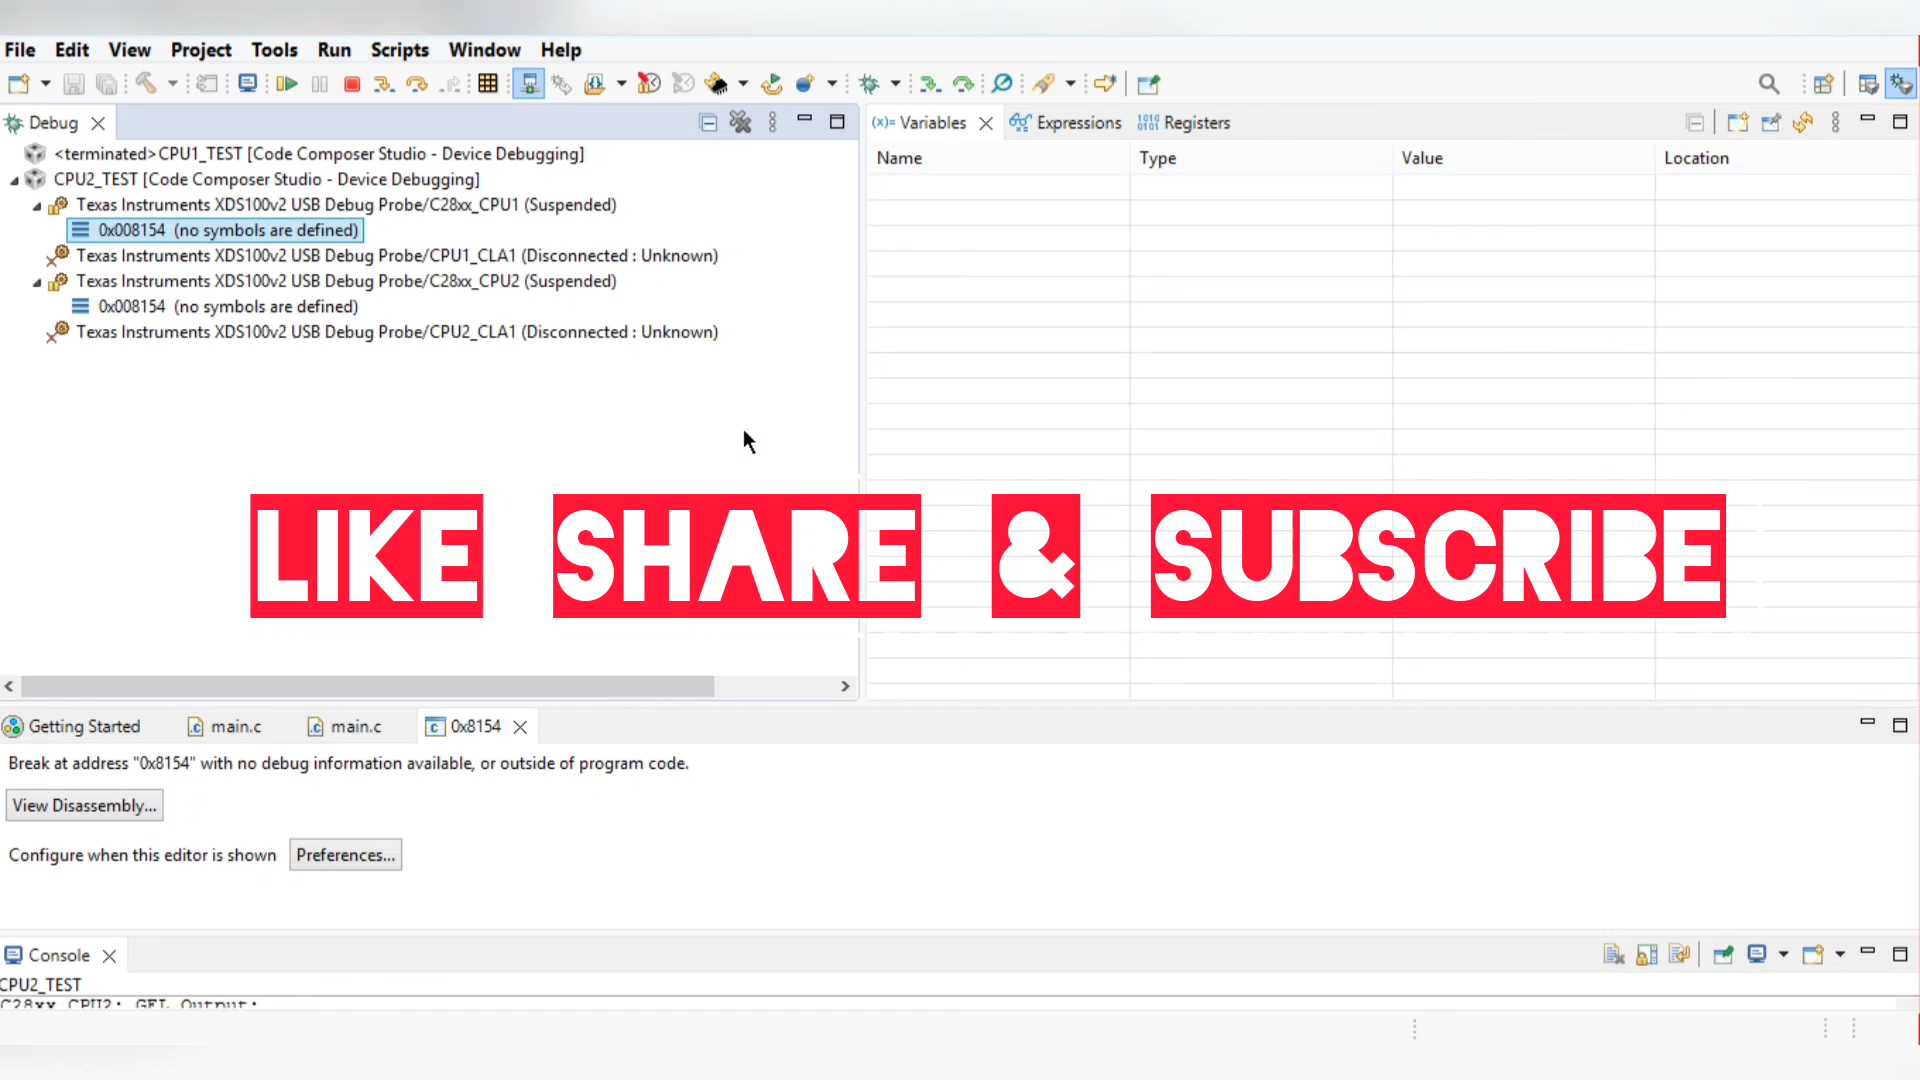 File Edit View Project Tools Run Scripts Window Help
Debug
<terminated>CPU1_TEST [Code Composer Studio - Device Debugging]
CPU2_TEST [Code Composer Studio - Device Debugging]
Texas Instruments XDS100v2 USB Debug Probe/C28xx_CPU1 (Suspended)
0x008154 (no symbols are defined)
Texas Instruments XDS100v2 USB Debug Probe/CPU1_CLA1 (Disconnected : Unknown)
Texas Instruments XDS100v2 USB Debug Probe/C28xx_CPU2 (Suspended)
0x008154 (no symbols are defined)
Texas Instruments XDS100v2 USB Debug Probe/CPU2_CLA1 (Disconnected : Unknown)
(x)= Variables Expressions 1010 0101 Registers
Name Type Value Location
LIKE SHARE & SUBSCRIBE
Getting Started main.c main.c 0x8154
Break at address "0x8154" with no debug information available, or outside of program code.
View Disassembly...
Configure when this editor is shown Preferences...
Console
CPU2_TEST
C28xx_CPU2: GEL Output: